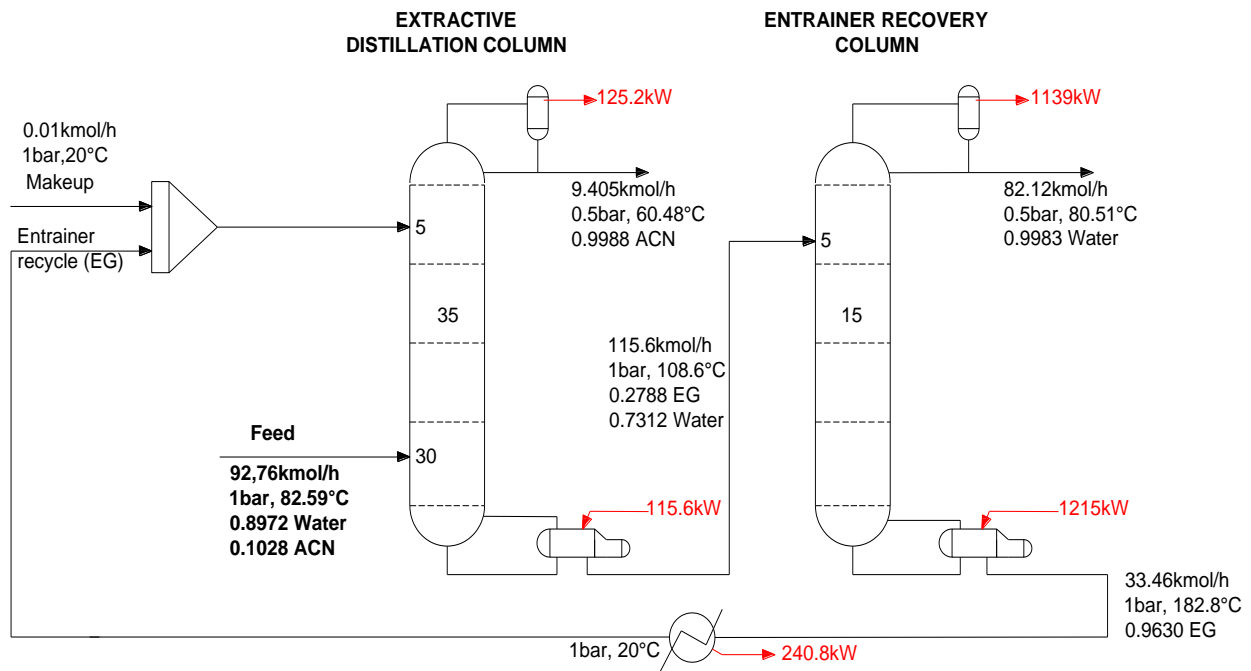 EXTRACTIVE
DISTILLATION COLUMN
ENTRAINER RECOVERY
COLUMN
125.2kW
1139kW
0.01kmol/h
1bar,20°C
Makeup
Entrainer
recycle (EG)
9.405kmol/h
0.5bar, 60.48°C
0.9988 ACN
82.12kmol/h
0.5bar, 80.51°C
0.9983 Water
5
35
30
5
15
115.6kmol/h
1bar, 108.6°C
0.2788 EG
0.7312 Water
Feed
92,76kmol/h
1bar, 82.59°C
0.8972 Water
0.1028 ACN
115.6kW
1215kW
33.46kmol/h
1bar, 182.8°C
0.9630 EG
1bar, 20°C
240.8kW